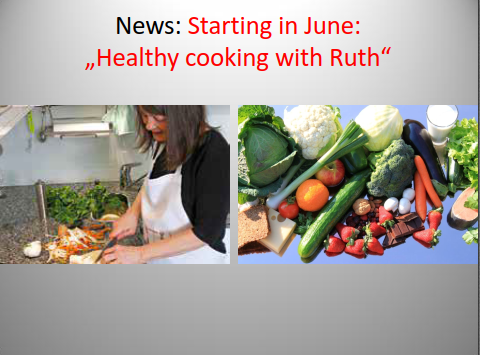 News: Starting in June:
„Healthy cooking with Ruth“